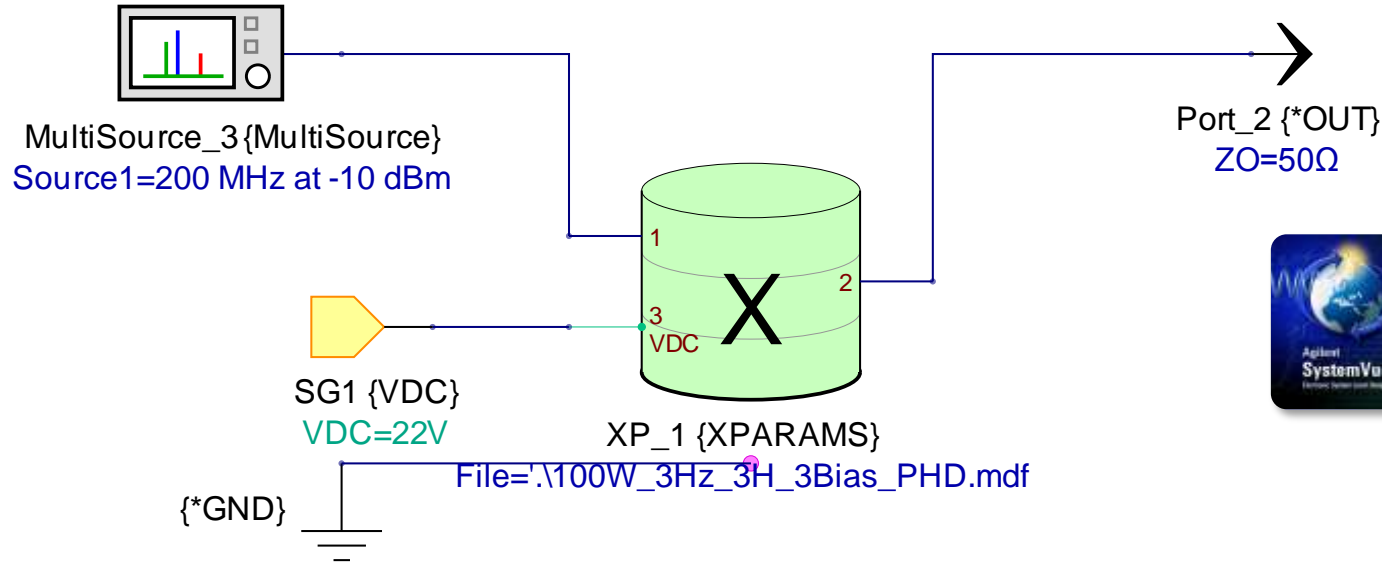 MultiSource_3 {MultiSource}
Source1=200 MHz at -10 dBm
Port_2 {*OUT}
ZO=50Ω
1
2
3
VDC
X
SG1 {VDC}
VDC=22V
XP_1 {XPARAMS}
File='.\100W_3Hz_3H_3Bias_PHD.mdf
{*GND}
Agilent
SystemVu